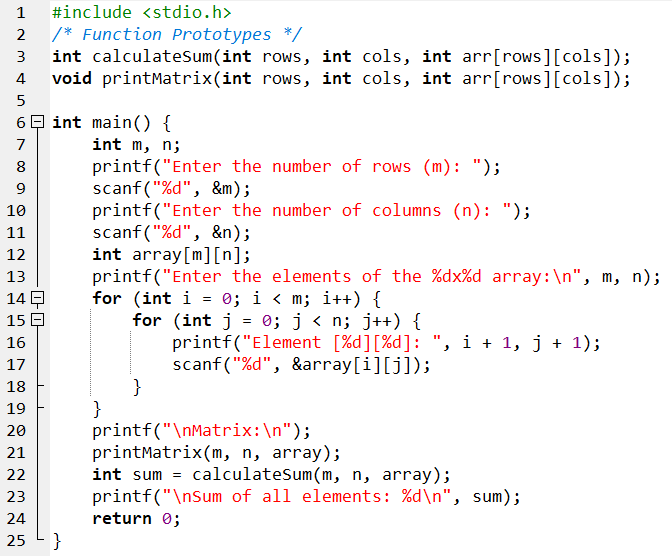 1 #include <stdio.h>
2 /* Function Prototypes */
3 int calculateSum(int rows, int cols, int arr[rows][cols]);
4 void printMatrix(int rows, int cols, int arr[rows][cols]);
5
6 int main() {
7     int m, n;
8     printf("Enter the number of rows (m): ");
9     scanf("%d", &m);
10     printf("Enter the number of columns (n): ");
11     scanf("%d", &n);
12     int array[m][n];
13     printf("Enter the elements of the %dx%d array:\n", m, n);
14     for (int i = 0; i < m; i++) {
15         for (int j = 0; j < n; j++) {
16             printf("Element [%d][%d]: ", i + 1, j + 1);
17             scanf("%d", &array[i][j]);
18         }
19     }
20     printf("\nMatrix:\n");
21     printMatrix(m, n, array);
22     int sum = calculateSum(m, n, array);
23     printf("\nSum of all elements: %d\n", sum);
24     return 0;
25 }